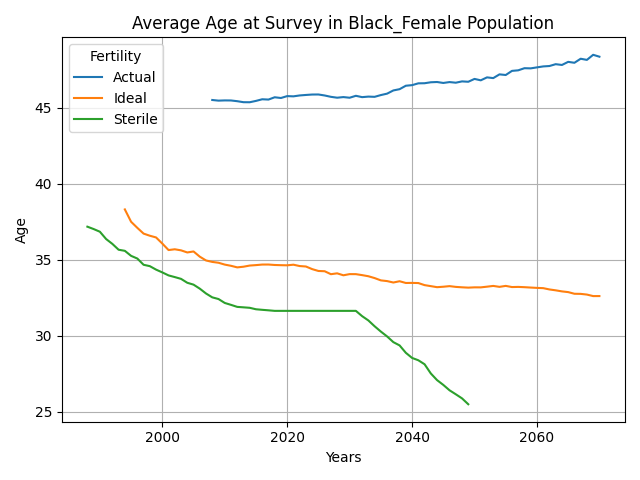 Average Age at Survey in Black_Female Population
Fertility
Actual
Ideal
Sterile
45
40
35
30
25
Age
2000
2020
2040
2060
Years